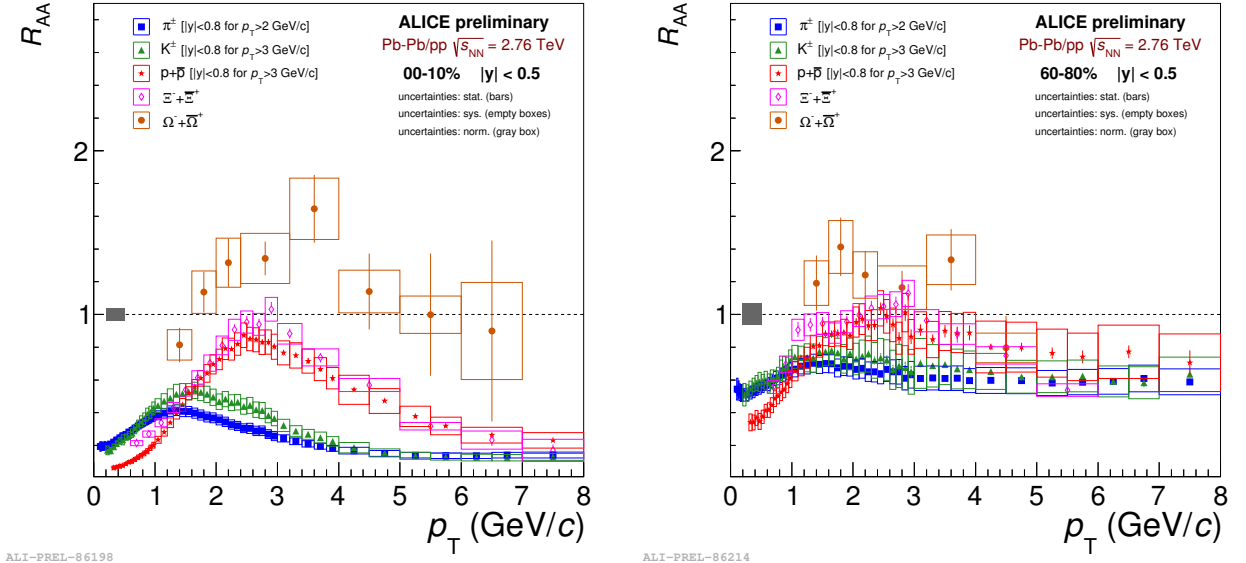 R_AA
2
1
π± [|y|<0.8 for p_T>2 GeV/c]
K± [|y|<0.8 for p_T>3 GeV/c]
p+p̅ [|y|<0.8 for p_T>3 GeV/c]
Ξ⁻+Ξ̅⁺
Ω⁻+Ω̅⁺
ALICE preliminary
Pb-Pb/pp √s_NN = 2.76 TeV
00-10% |y| < 0.5
uncertainties: stat. (bars)
uncertainties: sys. (empty boxes)
uncertainties: norm. (gray box)
0 1 2 3 4 5 6 7 8
p_T (GeV/c)
ALI-PREL-86198
R_AA
2
1
π± [|y|<0.8 for p_T>2 GeV/c]
K± [|y|<0.8 for p_T>3 GeV/c]
p+p̅ [|y|<0.8 for p_T>3 GeV/c]
Ξ⁻+Ξ̅⁺
Ω⁻+Ω̅⁺
ALICE preliminary
Pb-Pb/pp √s_NN = 2.76 TeV
60-80% |y| < 0.5
uncertainties: stat. (bars)
uncertainties: sys. (empty boxes)
uncertainties: norm. (gray box)
0 1 2 3 4 5 6 7 8
p_T (GeV/c)
ALI-PREL-86214